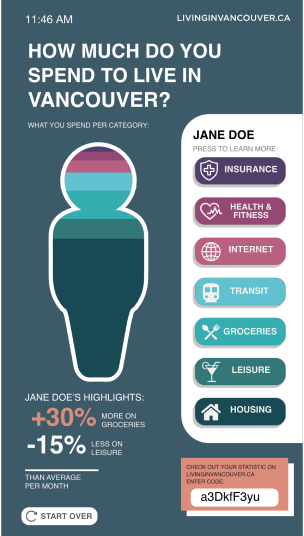 11:46 AM
LIVINGINVANCOUVER.CA
HOW MUCH DO YOU
SPEND TO LIVE IN
VANCOUVER?
WHAT YOU SPEND PER CATEGORY:
JANE DOE
PRESS TO LEARN MORE:
INSURANCE
HEALTH &
FITNESS
INTERNET
TRANSIT
GROCERIES
LEISURE
HOUSING
JANE DOE'S HIGHLIGHTS:
+30% MORE ON
GROCERIES
-15% LESS ON
LEISURE
THAN AVERAGE
PER MONTH
START OVER
CHECK OUT YOUR STATISTIC ON
LIVINGINVANCOUVER.CA
ENTER CODE:
a3DkfF3yu